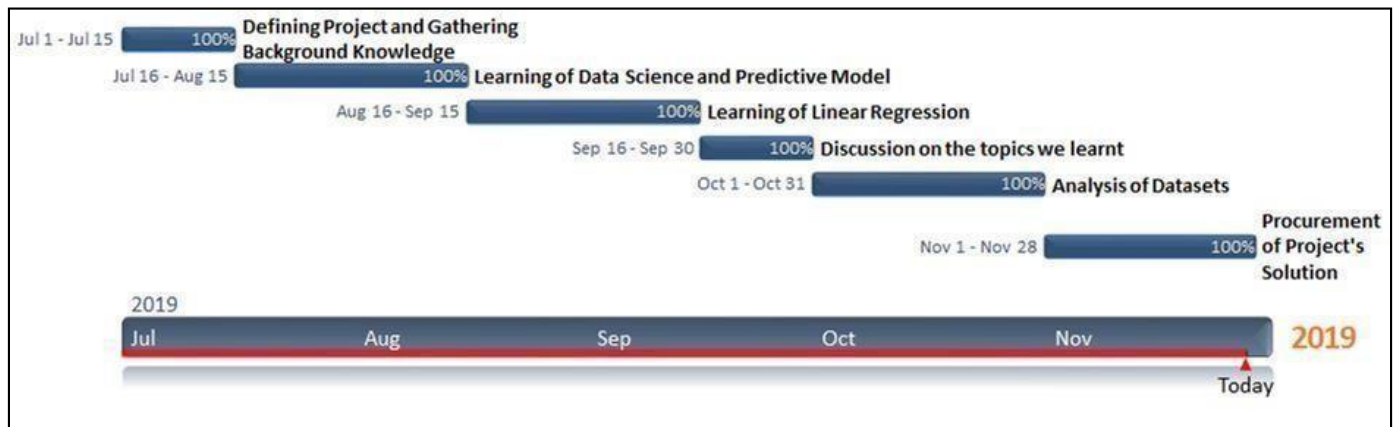 Jul 1 - Jul 15 100% Defining Project and Gathering
Background Knowledge
Jul 16 - Aug 15 100% Learning of Data Science and Predictive Model
Aug 16 - Sep 15 100% Learning of Linear Regression
Sep 16 - Sep 30 100% Discussion on the topics we learnt
Oct 1 - Oct 31 100% Analysis of Datasets
Procurement
Nov 1 - Nov 28 100% of Project's
Solution
2019
Jul Aug Sep Oct Nov 2019
Today